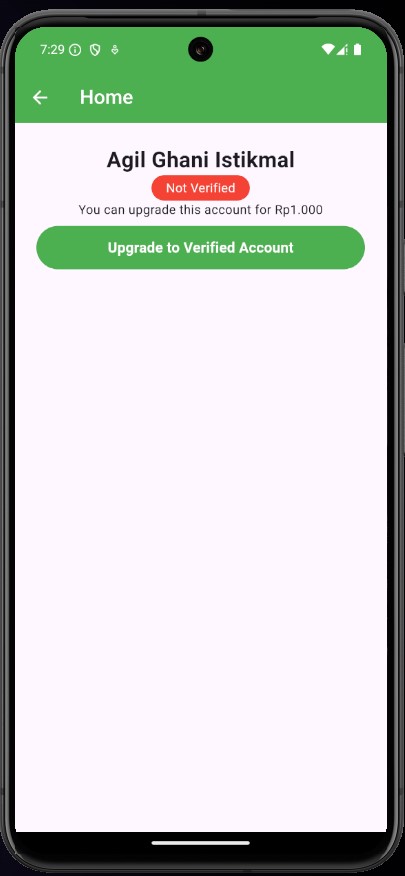 7:29
Home
Agil Ghani Istikmal
Not Verified
You can upgrade this account for Rp1.000
Upgrade to Verified Account